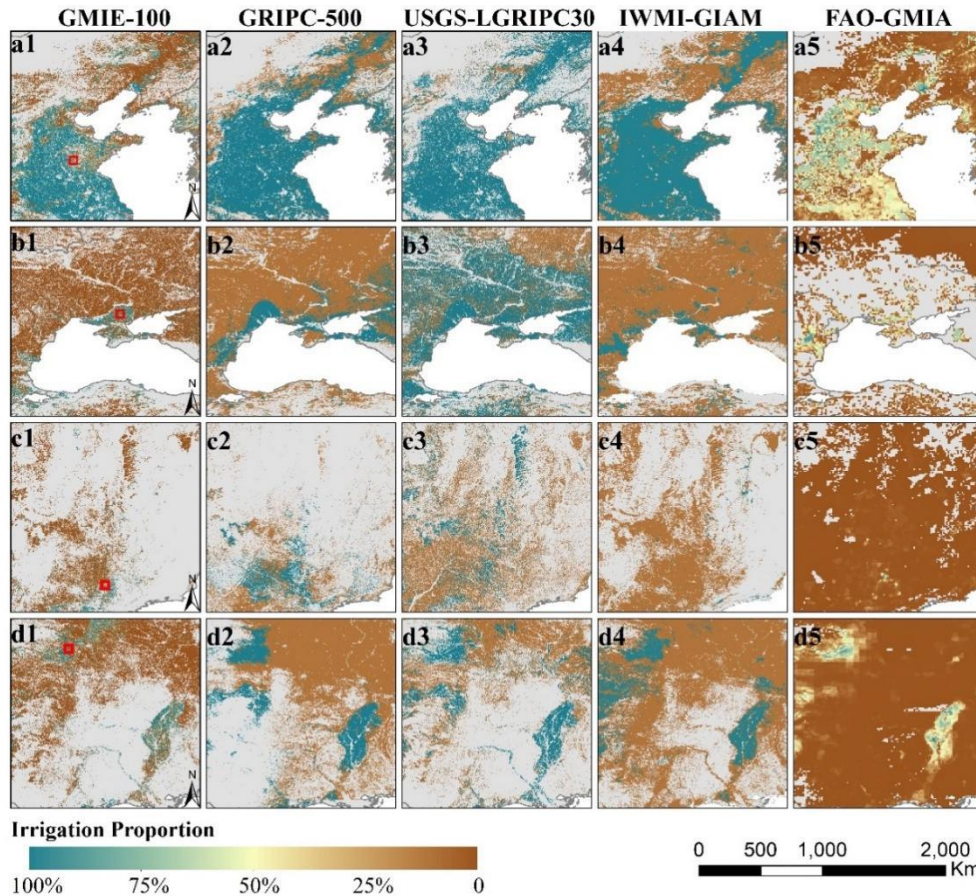 GMIE-100 GRIPC-500 USGS-LGRIPC30 IWMI-GIAM FAO-GMIA
a1 a2 a3 a4 a5
N
b1 b2 b3 b4 b5
N
c1 c2 c3 c4 c5
N
d1 d2 d3 d4 d5
N
Irrigation Proportion
100% 75% 50% 25% 0
0 500 1,000 2,000
Km